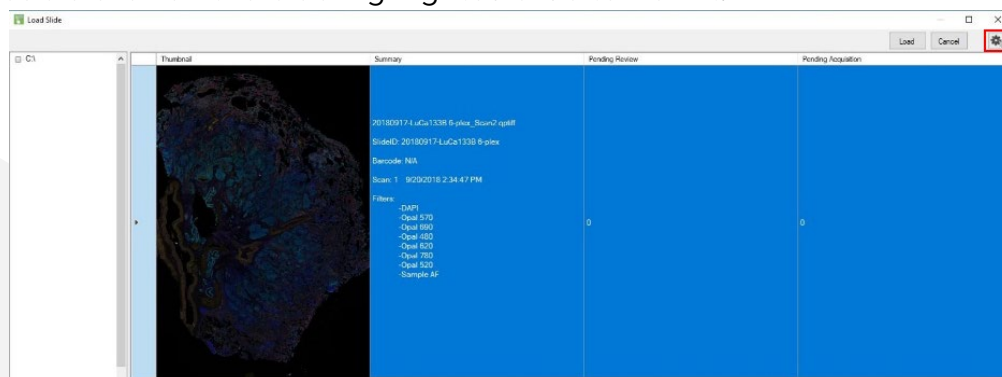 Load Slide
Load Cancel
C:\
Thumbnail Summary Pending Review Pending Acquisition
20180917-LuCa133B 6-plex_Scan2.qptiff
SlideID: 20180917-LuCa133B 6-plex
Barcode: N/A
Scan: 1 9/20/2018 2:34:47 PM
Filters:
-DAPI
-Opal 570
-Opal 690
-Opal 480
-Opal 620
-Opal 780
-Opal 520
-Sample AF
0 0